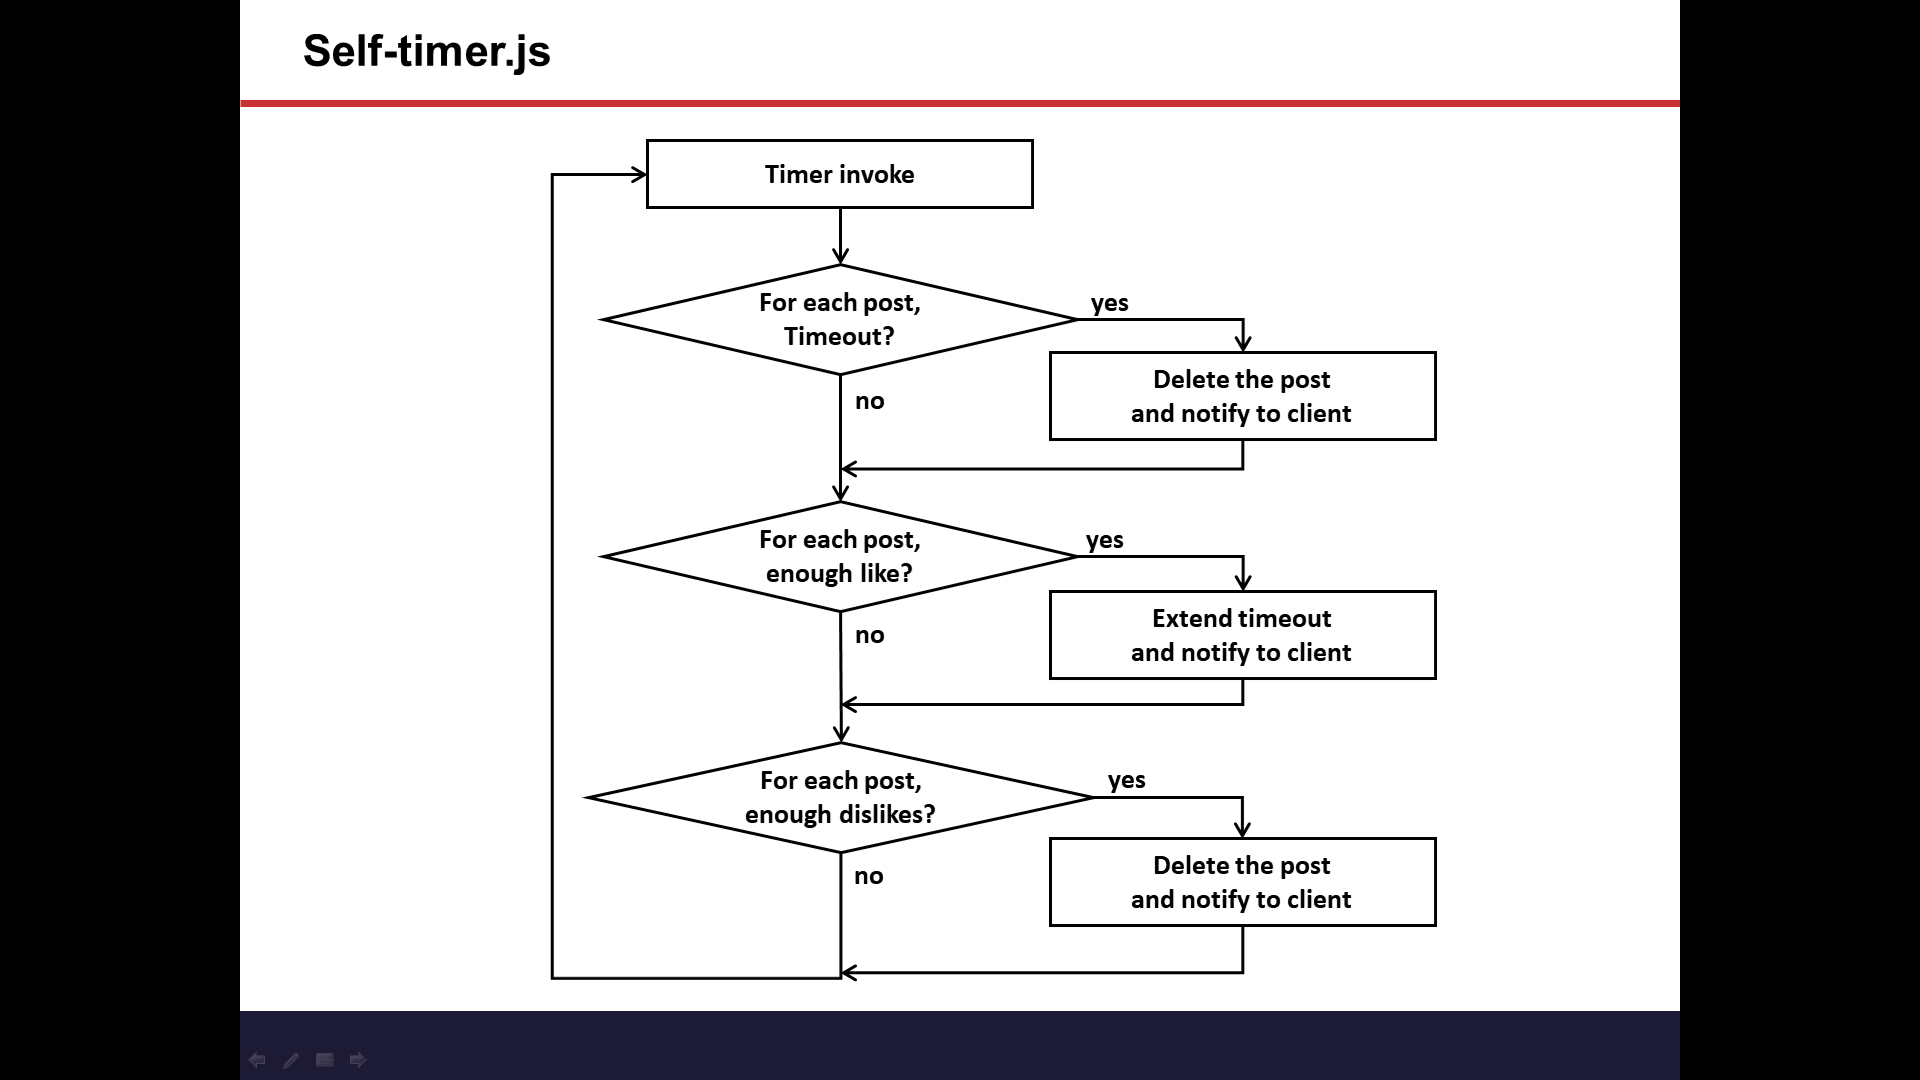 Self-timer.js
Timer invoke
For each post,
Timeout?
yes
Delete the post
and notify to client
no
For each post,
enough like?
yes
Extend timeout
and notify to client
no
For each post,
enough dislikes?
yes
Delete the post
and notify to client
no